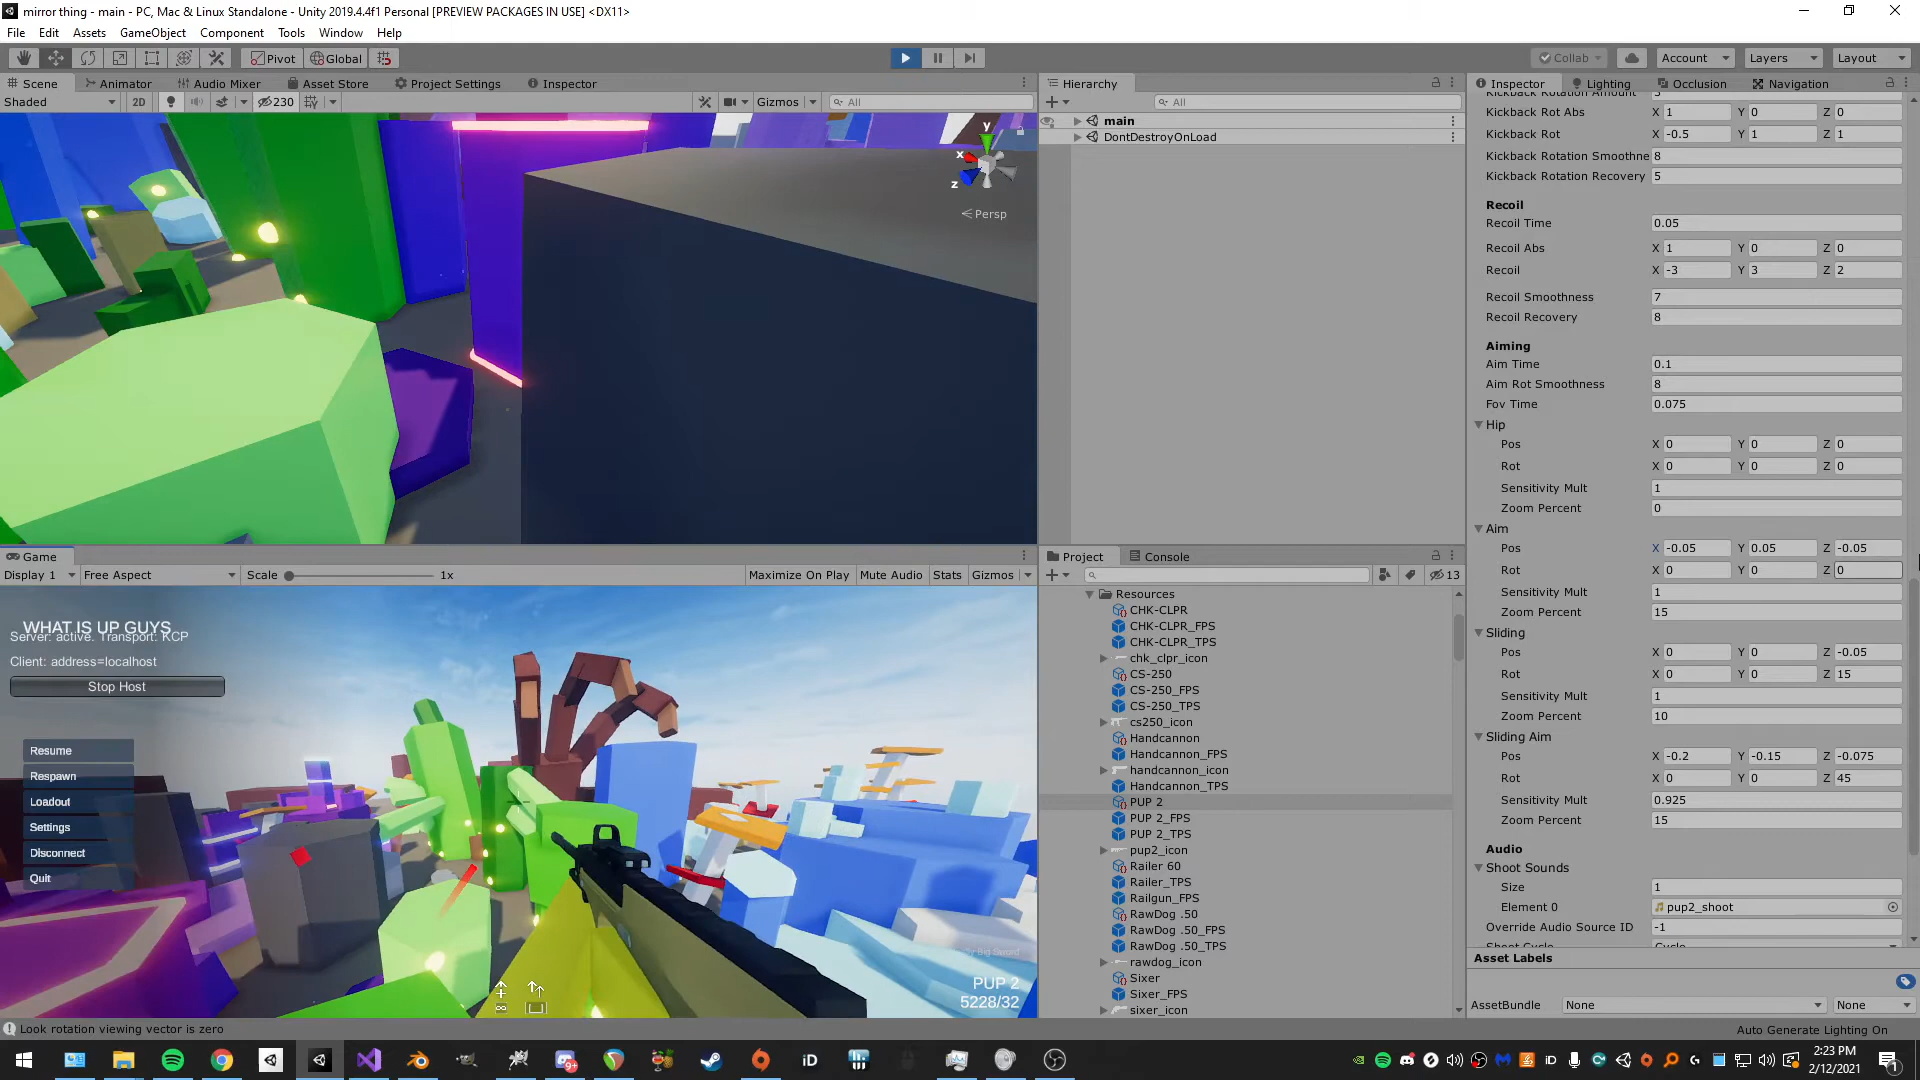 mirror thing - main - PC, Mac & Linux Standalone - Unity 2019.4.4f1 Personal [PREVIEW PACKAGES IN USE] <DX11>
File Edit Assets GameObject Component Tools Window Help
Pivot Global Collab Account Layers Layout
Scene Animator Audio Mixer Asset Store Project Settings Inspector
Shaded 2D 230 Gizmos All
y
x
z
Persp
Hierarchy
All
main
DontDestroyOnLoad
Game
Display 1 Free Aspect Scale 1x Maximize On Play Mute Audio Stats Gizmos
WHAT IS UP GUYS
Server: active. Transport: KCP
Client: address=localhost
Stop Host
Resume
Respawn
Loadout
Settings
Disconnect
Quit
by Big Sword
PUP 2
5228/32
Project Console
13
Resources
CHK-CLPR
CHK-CLPR_FPS
CHK-CLPR_TPS
chk_clpr_icon
CS-250
CS-250_FPS
CS-250_TPS
cs250_icon
Handcannon
Handcannon_FPS
handcannon_icon
Handcannon_TPS
PUP 2
PUP 2_FPS
PUP 2_TPS
pup2_icon
Railer 60
Railer_TPS
Railgun_FPS
RawDog .50
RawDog .50_FPS
RawDog .50_TPS
rawdog_icon
Sixer
Sixer_FPS
sixer_icon
Inspector Lighting Occlusion Navigation
Kickback Rotation Amount
Kickback Rot Abs X 1 Y 0 Z 0
Kickback Rot X -0.5 Y 1 Z 1
Kickback Rotation Smoothne 8
Kickback Rotation Recovery 5
Recoil
Recoil Time 0.05
Recoil Abs X 1 Y 0 Z 0
Recoil X -3 Y 3 Z 2
Recoil Smoothness 7
Recoil Recovery 8
Aiming
Aim Time 0.1
Aim Rot Smoothness 8
Fov Time 0.075
Hip
Pos X 0 Y 0 Z 0
Rot X 0 Y 0 Z 0
Sensitivity Mult 1
Zoom Percent 0
Aim
Pos X -0.05 Y 0.05 Z -0.05
Rot X 0 Y 0 Z 0
Sensitivity Mult 1
Zoom Percent 15
Sliding
Pos X 0 Y 0 Z -0.05
Rot X 0 Y 0 Z 15
Sensitivity Mult 1
Zoom Percent 10
Sliding Aim
Pos X -0.2 Y -0.15 Z -0.075
Rot X 0 Y 0 Z 45
Sensitivity Mult 0.925
Zoom Percent 15
Audio
Shoot Sounds
Size 1
Element 0 pup2_shoot
Override Audio Source ID -1
Shoot Cycle Cycle
Asset Labels
AssetBundle None None
Look rotation viewing vector is zero
Auto Generate Lighting On
iD
iD
2:23 PM
2/12/2021